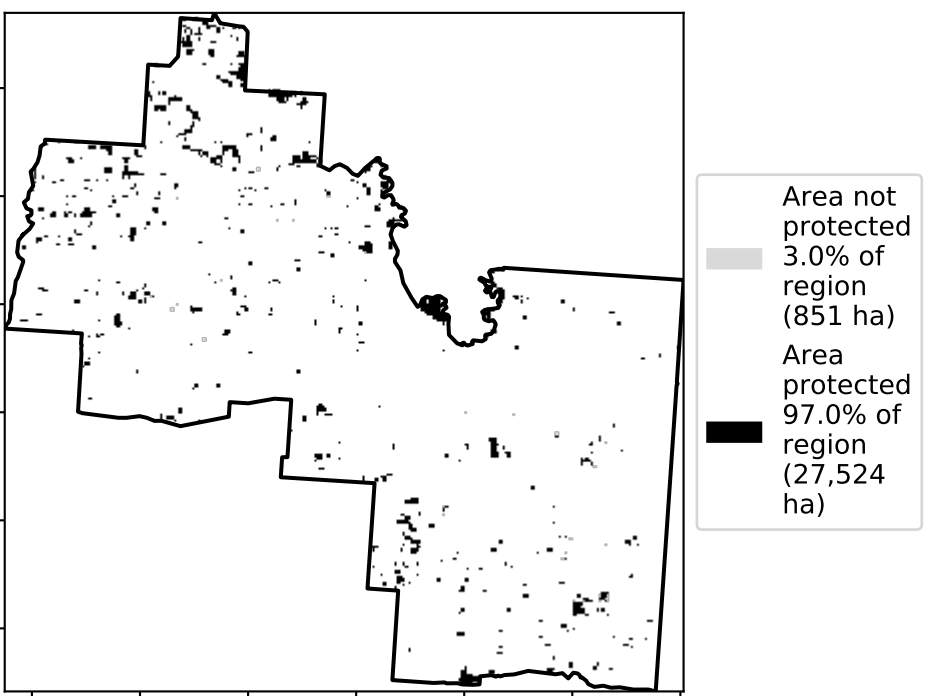 Area not
protected
3.0% of
region
(851 ha)
Area
protected
97.0% of
region
(27,524
ha)